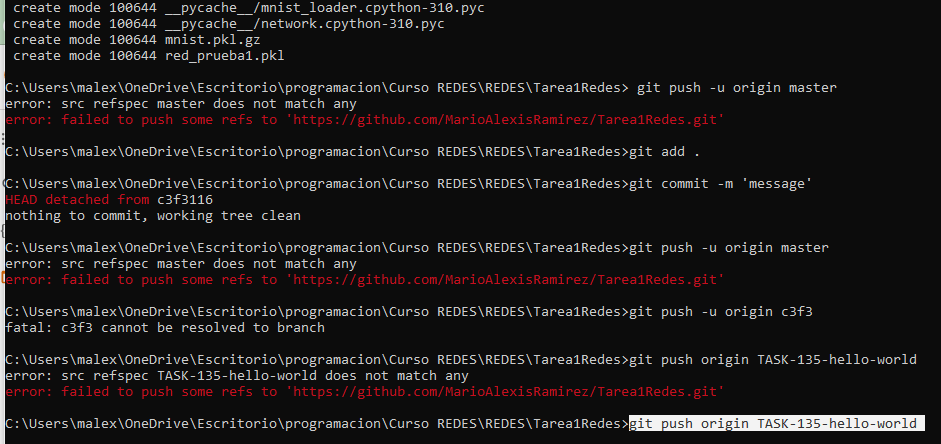 create mode 100644 __pycache__/mnist_loader.cpython-310.pyc
create mode 100644 __pycache__/network.cpython-310.pyc
create mode 100644 mnist.pkl.gz
create mode 100644 red_prueba1.pkl
C:\Users\malex\OneDrive\Escritorio\programacion\Curso REDES\REDES\Tarea1Redes> git push -u origin master
error: src refspec master does not match any
error: failed to push some refs to 'https://github.com/MarioAlexisRamirez/Tarea1Redes.git'
C:\Users\malex\OneDrive\Escritorio\programacion\Curso REDES\REDES\Tarea1Redes>git add .
C:\Users\malex\OneDrive\Escritorio\programacion\Curso REDES\REDES\Tarea1Redes>git commit -m 'message'
HEAD detached from c3f3116
nothing to commit, working tree clean
C:\Users\malex\OneDrive\Escritorio\programacion\Curso REDES\REDES\Tarea1Redes>git push -u origin master
error: src refspec master does not match any
error: failed to push some refs to 'https://github.com/MarioAlexisRamirez/Tarea1Redes.git'
C:\Users\malex\OneDrive\Escritorio\programacion\Curso REDES\REDES\Tarea1Redes>git push -u origin c3f3
fatal: c3f3 cannot be resolved to branch
C:\Users\malex\OneDrive\Escritorio\programacion\Curso REDES\REDES\Tarea1Redes>git push origin TASK-135-hello-world
error: src refspec TASK-135-hello-world does not match any
error: failed to push some refs to 'https://github.com/MarioAlexisRamirez/Tarea1Redes.git'
C:\Users\malex\OneDrive\Escritorio\programacion\Curso REDES\REDES\Tarea1Redes>git push origin TASK-135-hello-world